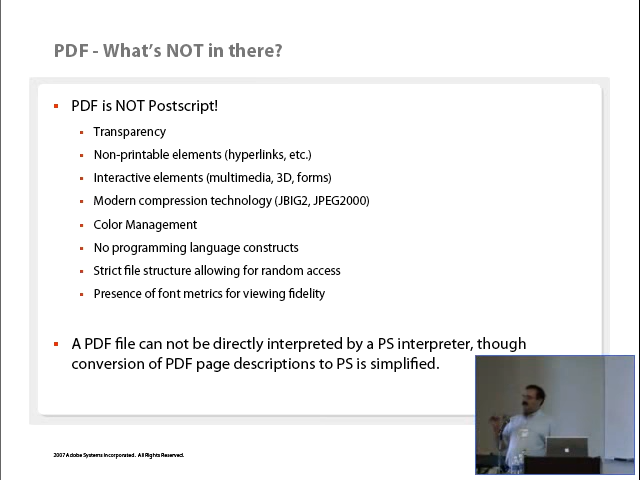 PDF - What's NOT in there?
PDF is NOT Postscript!
Transparency
Non-printable elements (hyperlinks, etc.)
Interactive elements (multimedia, 3D, forms)
Modern compression technology (JBIG2, JPEG2000)
Color Management
No programming language constructs
Strict file structure allowing for random access
Presence of font metrics for viewing fidelity
A PDF file can not be directly interpreted by a PS interpreter, though
conversion of PDF page descriptions to PS is simplified.
2007 Adobe Systems Incorporated. All Rights Reserved.